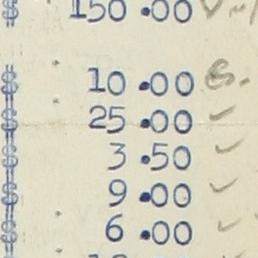 150.00
$ 10.00
$ 25.00 ✓
$ 3.50 ✓
$ 9.00 ✓
$ 6.00 ✓